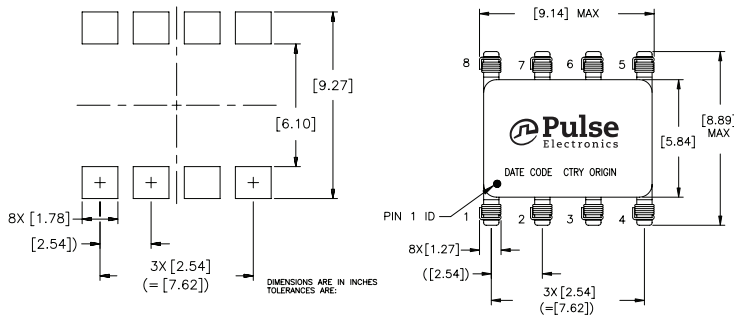 [9.27]
[6.10]
8X [1.78]
[2.54])
3X [2.54]
(=[7.62])
DIMENSIONS ARE IN INCHES
TOLERANCES ARE:
[9.14] MAX
8 7 6 5
[8.89]
MAX
[5.84]
Pulse
Electronics
DATE CODE CTRY ORIGIN
PIN 1 ID
1 2 3 4
8X[1.27]
([2.54])
3X [2.54]
(=[7.62])